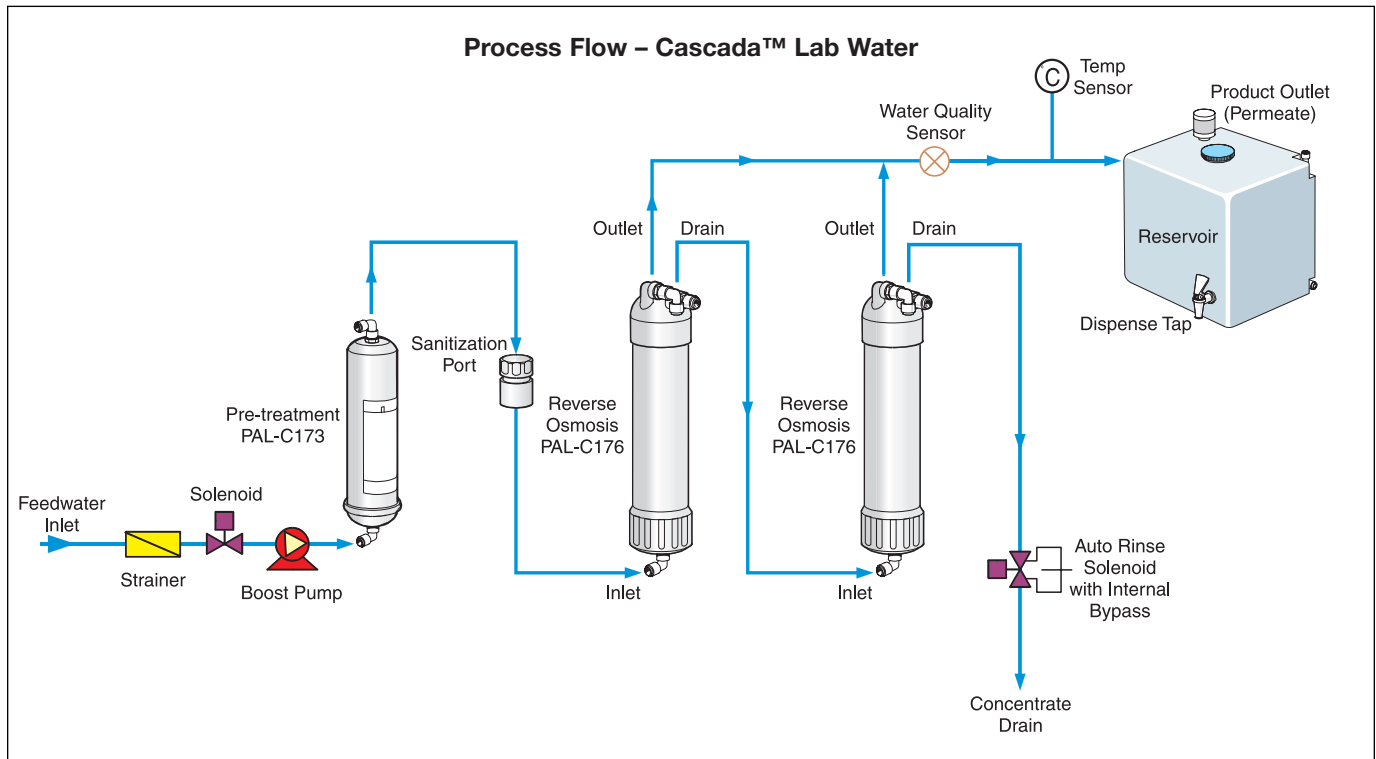 Process Flow – Cascada™ Lab Water
C
Temp
Sensor
Product Outlet
(Permeate)
Water Quality
Sensor
Outlet
Drain
Outlet
Drain
Reservoir
Dispense Tap
Sanitization
Port
Pre-treatment
PAL-C173
Reverse
Osmosis
PAL-C176
Reverse
Osmosis
PAL-C176
Feedwater
Inlet
Solenoid
Strainer
Boost Pump
Inlet
Inlet
Auto Rinse
Solenoid
with Internal
Bypass
Concentrate
Drain